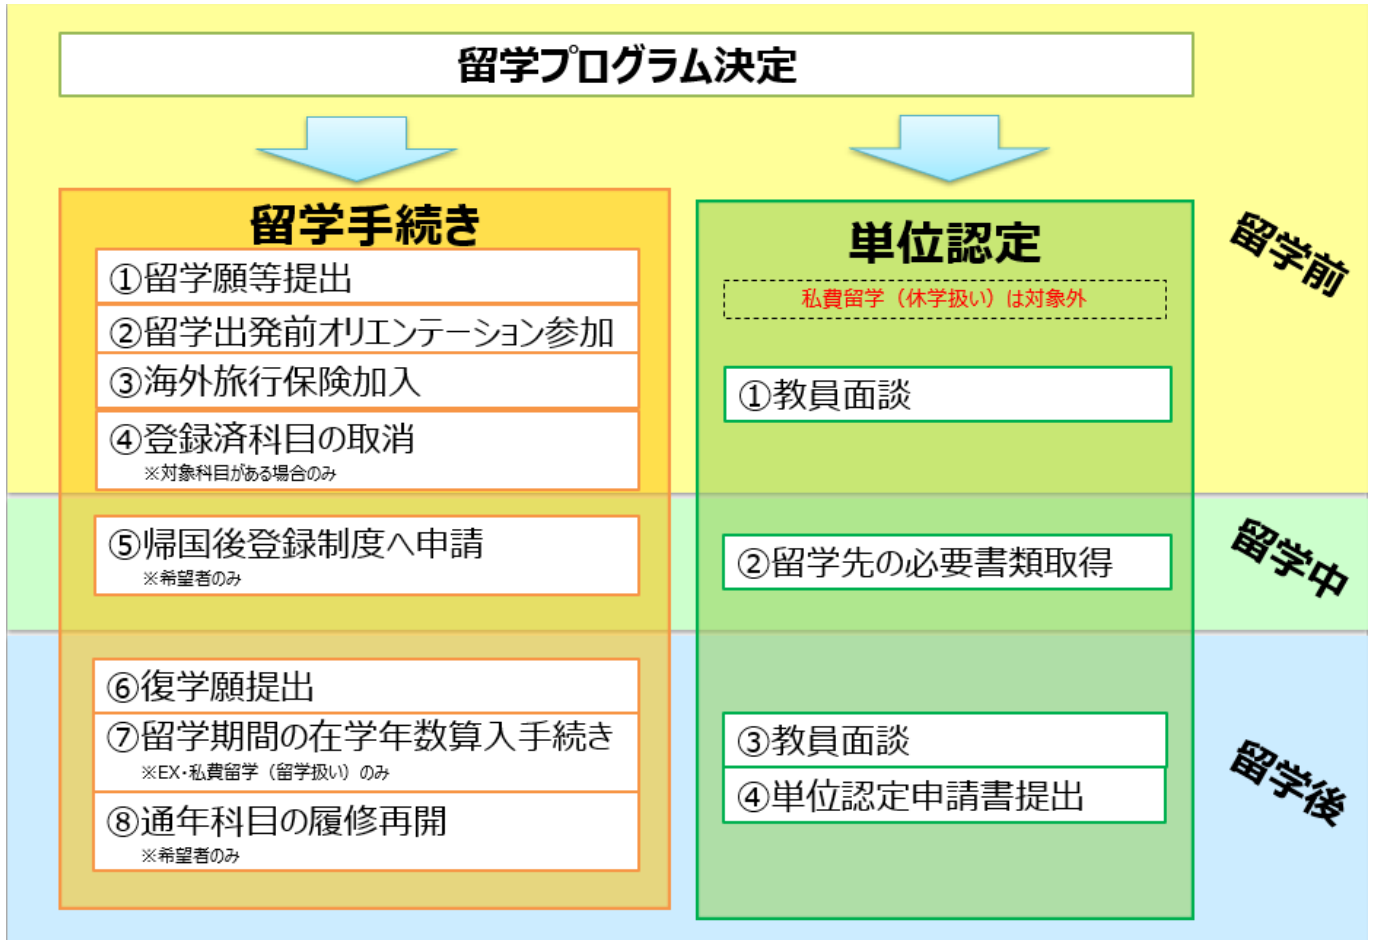 留学プログラム決定
留学手続き
①留学願等提出
②留学出発前オリエンテーション参加
③海外旅行保険加入
④登録済科目の取消
※対象科目がある場合のみ
⑤帰国後登録制度へ申請
※希望者のみ
⑥復学願提出
⑦留学期間の在学年数算入手続き
※EX・私費留学（留学扱い）のみ
⑧通年科目の履修再開
※希望者のみ
単位認定
私費留学（休学扱い）は対象外
①教員面談
②留学先の必要書類取得
③教員面談
④単位認定申請書提出
留学前
留学中
留学後